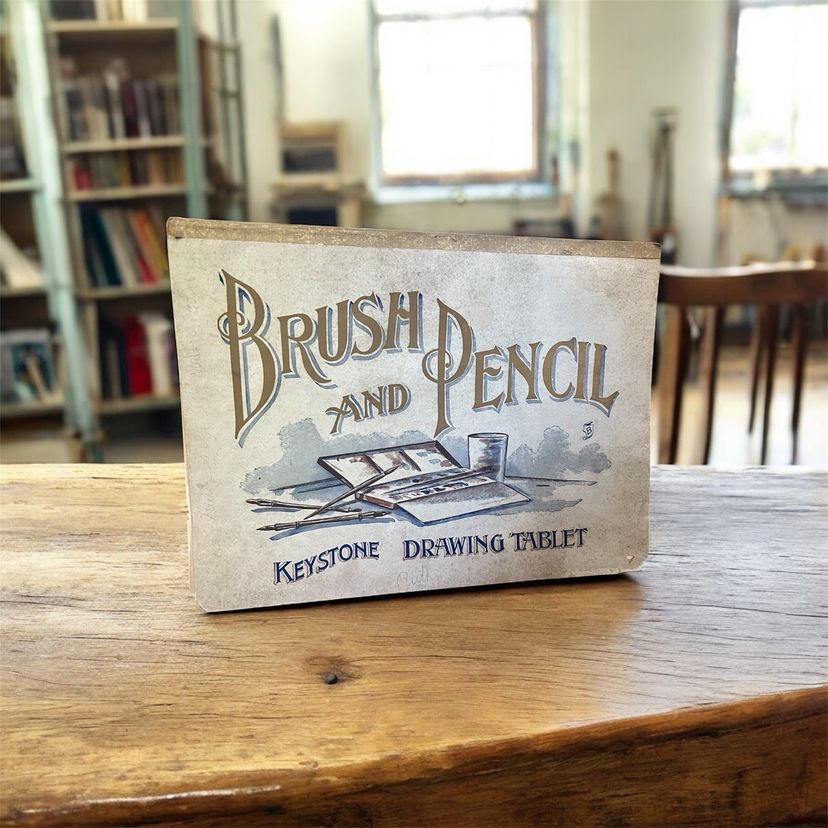 BRUSH
AND PENCIL
KEYSTONE DRAWING TABLET